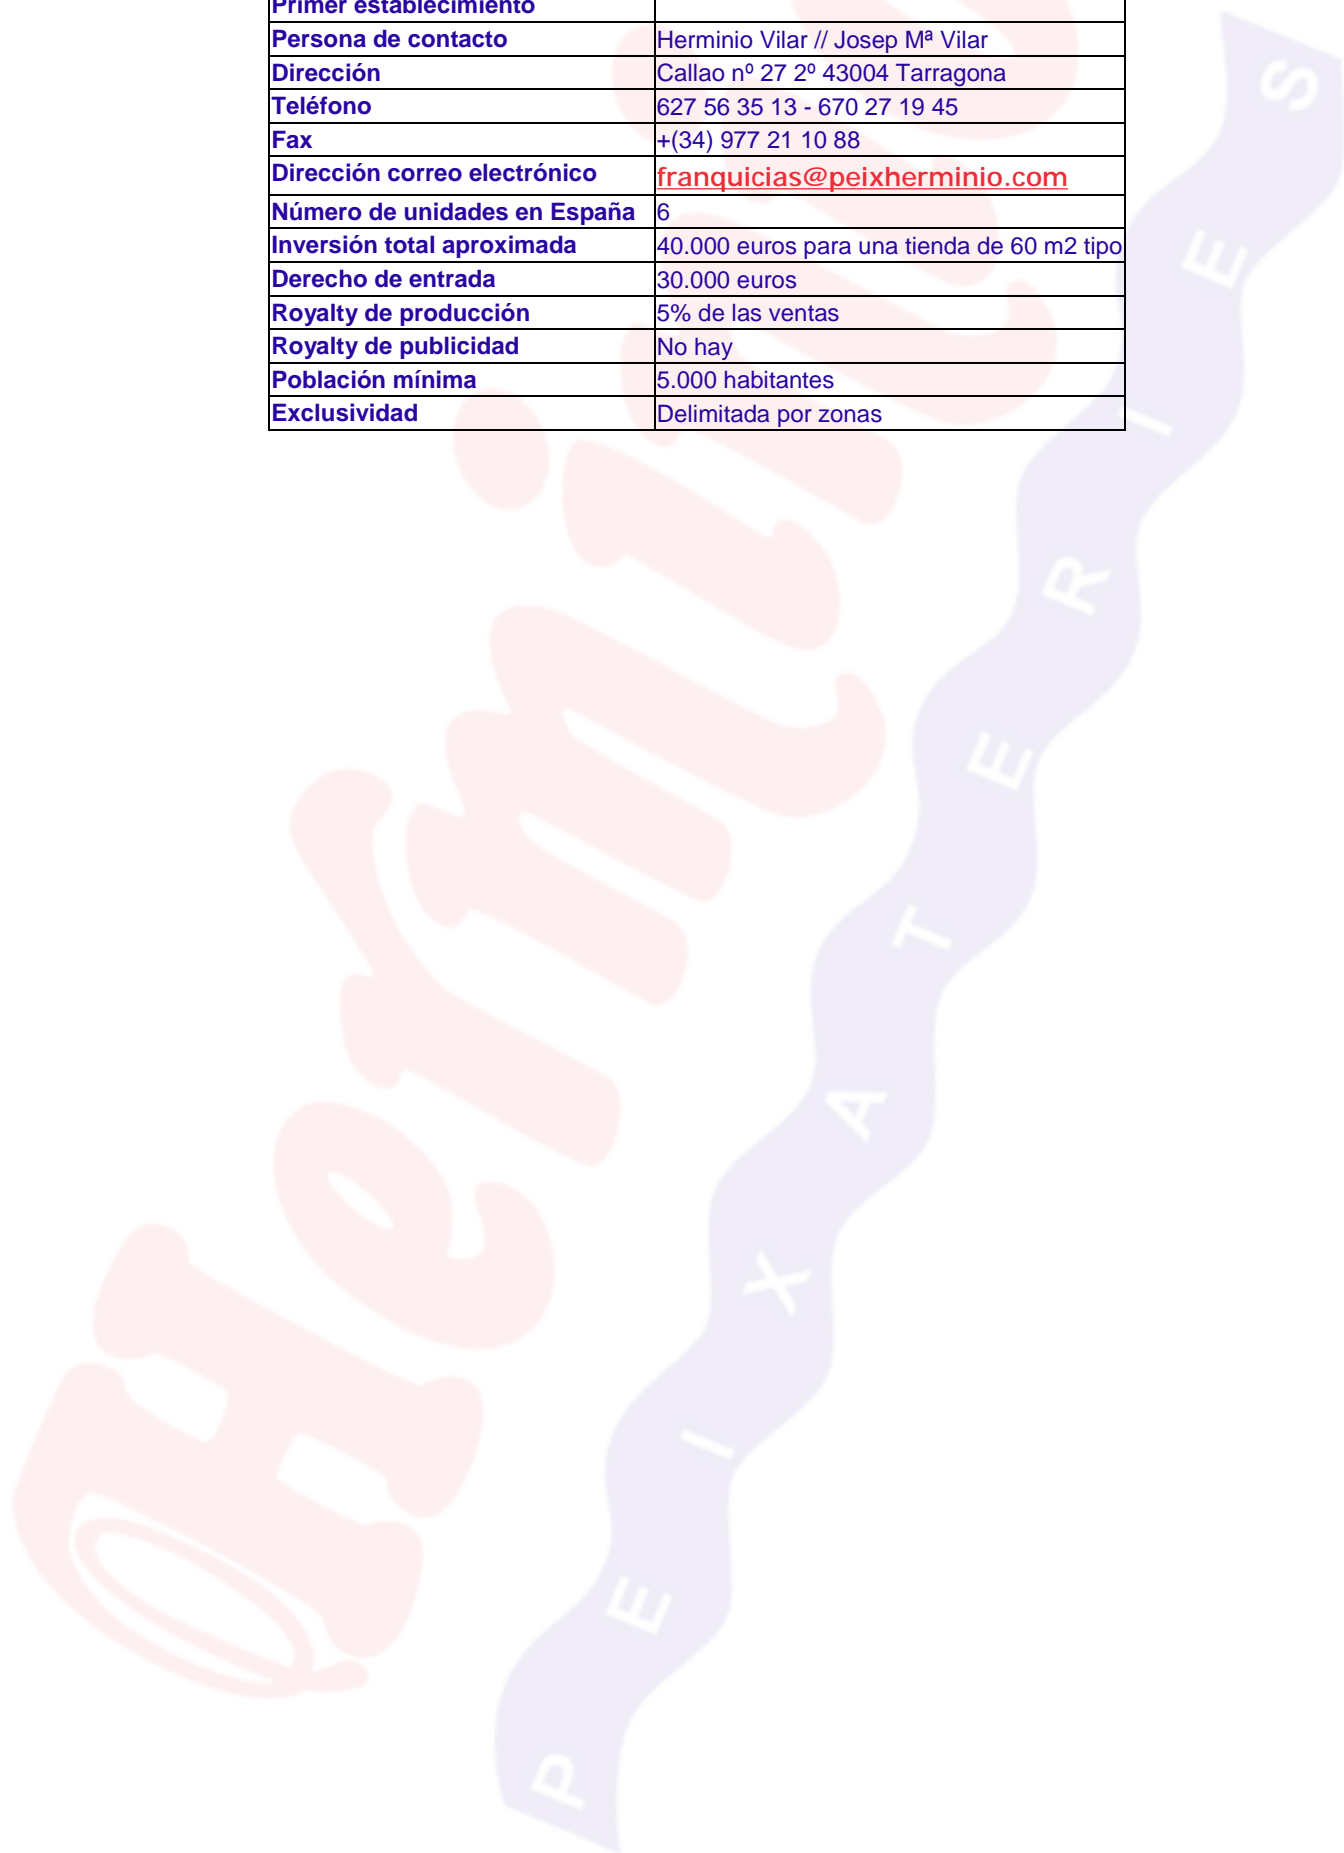 Primer establecimiento
Persona de contacto Herminio Vilar // Josep Mª Vilar
Dirección Callao nº 27 2º 43004 Tarragona
Teléfono 627 56 35 13 - 670 27 19 45
Fax +(34) 977 21 10 88
Dirección correo electrónico franquicias@peixherminio.com
Número de unidades en España 6
Inversión total aproximada 40.000 euros para una tienda de 60 m2 tipo
Derecho de entrada 30.000 euros
Royalty de producción 5% de las ventas
Royalty de publicidad No hay
Población mínima 5.000 habitantes
Exclusividad Delimitada por zonas
Herminio
PEIXATERIES